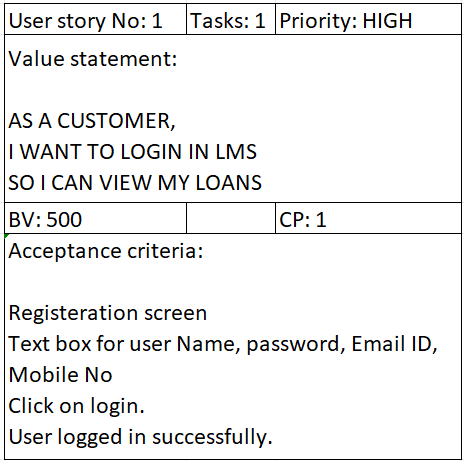 User story No: 1 Tasks: 1 Priority: HIGH
Value statement:
AS A CUSTOMER,
I WANT TO LOGIN IN LMS
SO I CAN VIEW MY LOANS
BV: 500 CP: 1
Acceptance criteria:
Registeration screen
Text box for user Name, password, Email ID,
Mobile No
Click on login.
User logged in successfully.